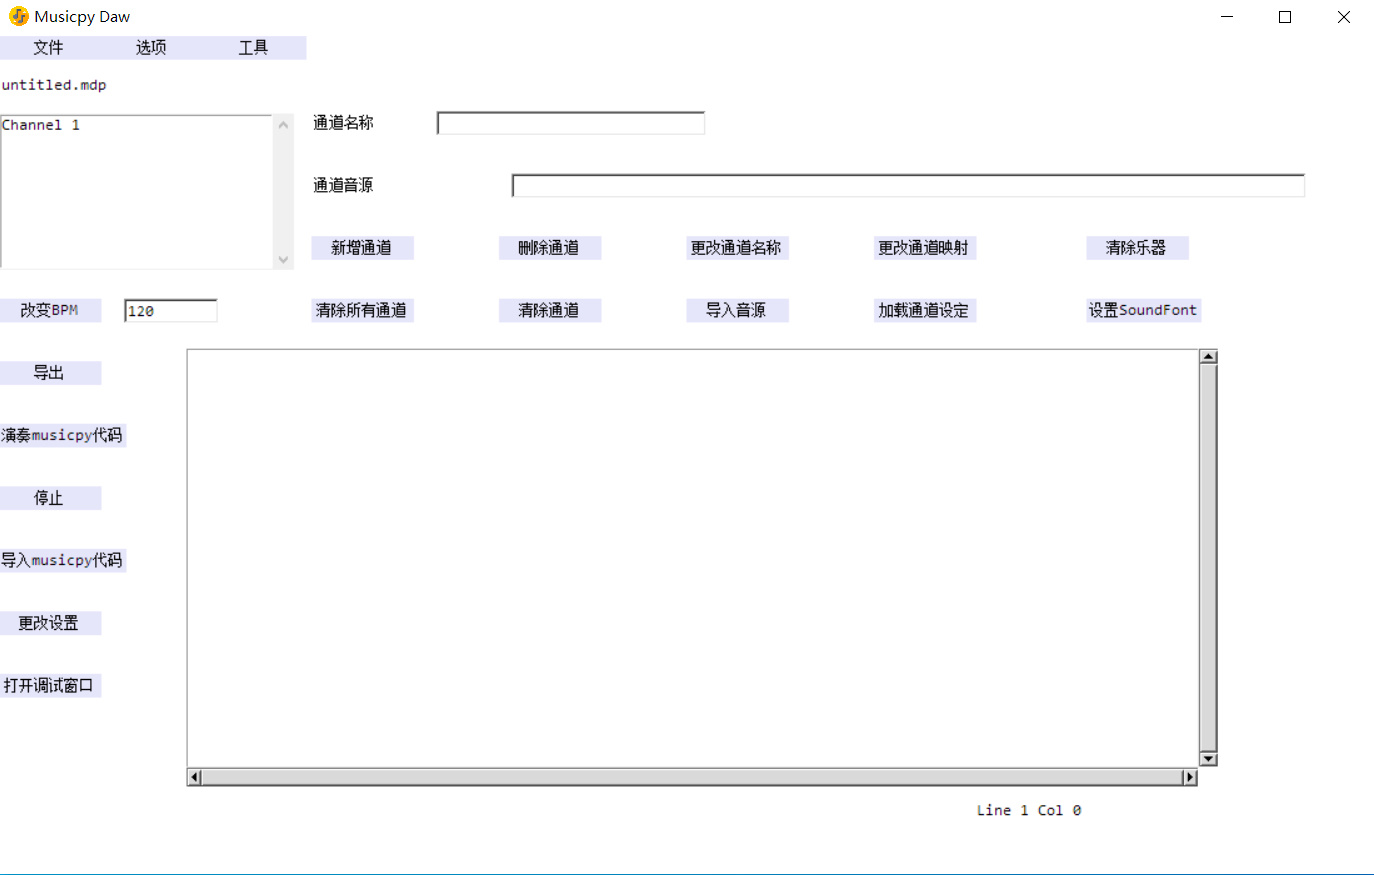 Musicpy Daw
文件 选项 工具
untitled.mdp
Channel 1
通道名称
通道音源
新增通道 删除通道 更改通道名称 更改通道映射 清除乐器
改变BPM 120 清除所有通道 清除通道 导入音源 加载通道设定 设置SoundFont
导出
演奏musicpy代码
停止
导入musicpy代码
更改设置
打开调试窗口
Line 1 Col 0